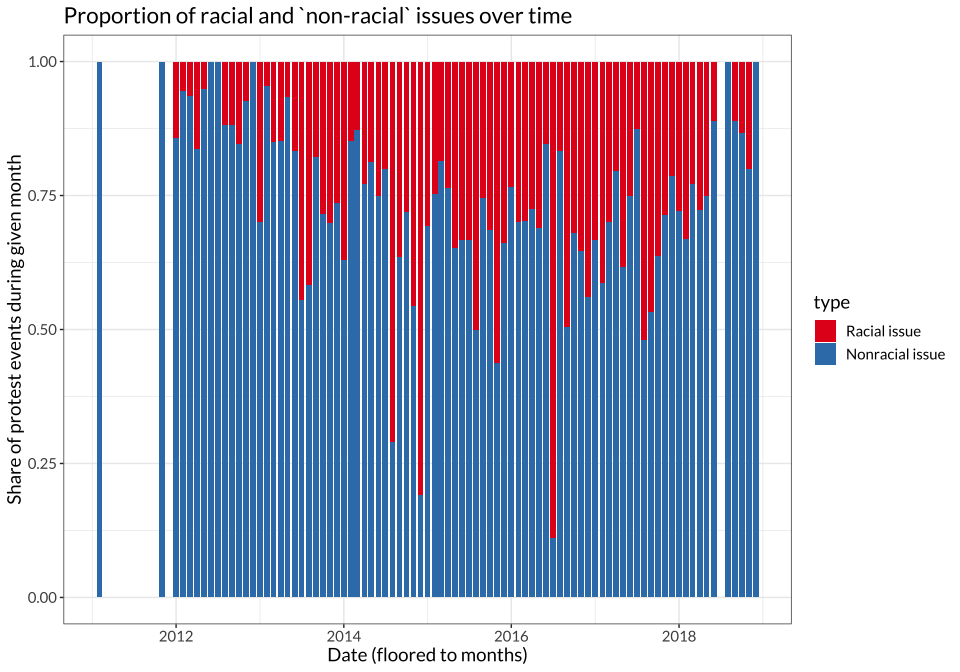 Proportion of racial and `non-racial` issues over time
Share of protest events during given month
1.00
0.75
0.50
0.25
0.00
2012 2014 2016 2018
Date (floored to months)
type
Racial issue
Nonracial issue